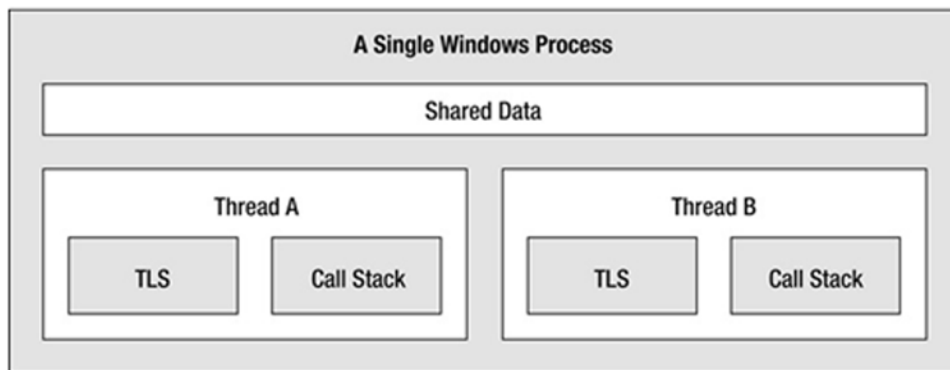 A Single Windows Process
Shared Data
Thread A
Thread B
TLS
Call Stack
TLS
Call Stack